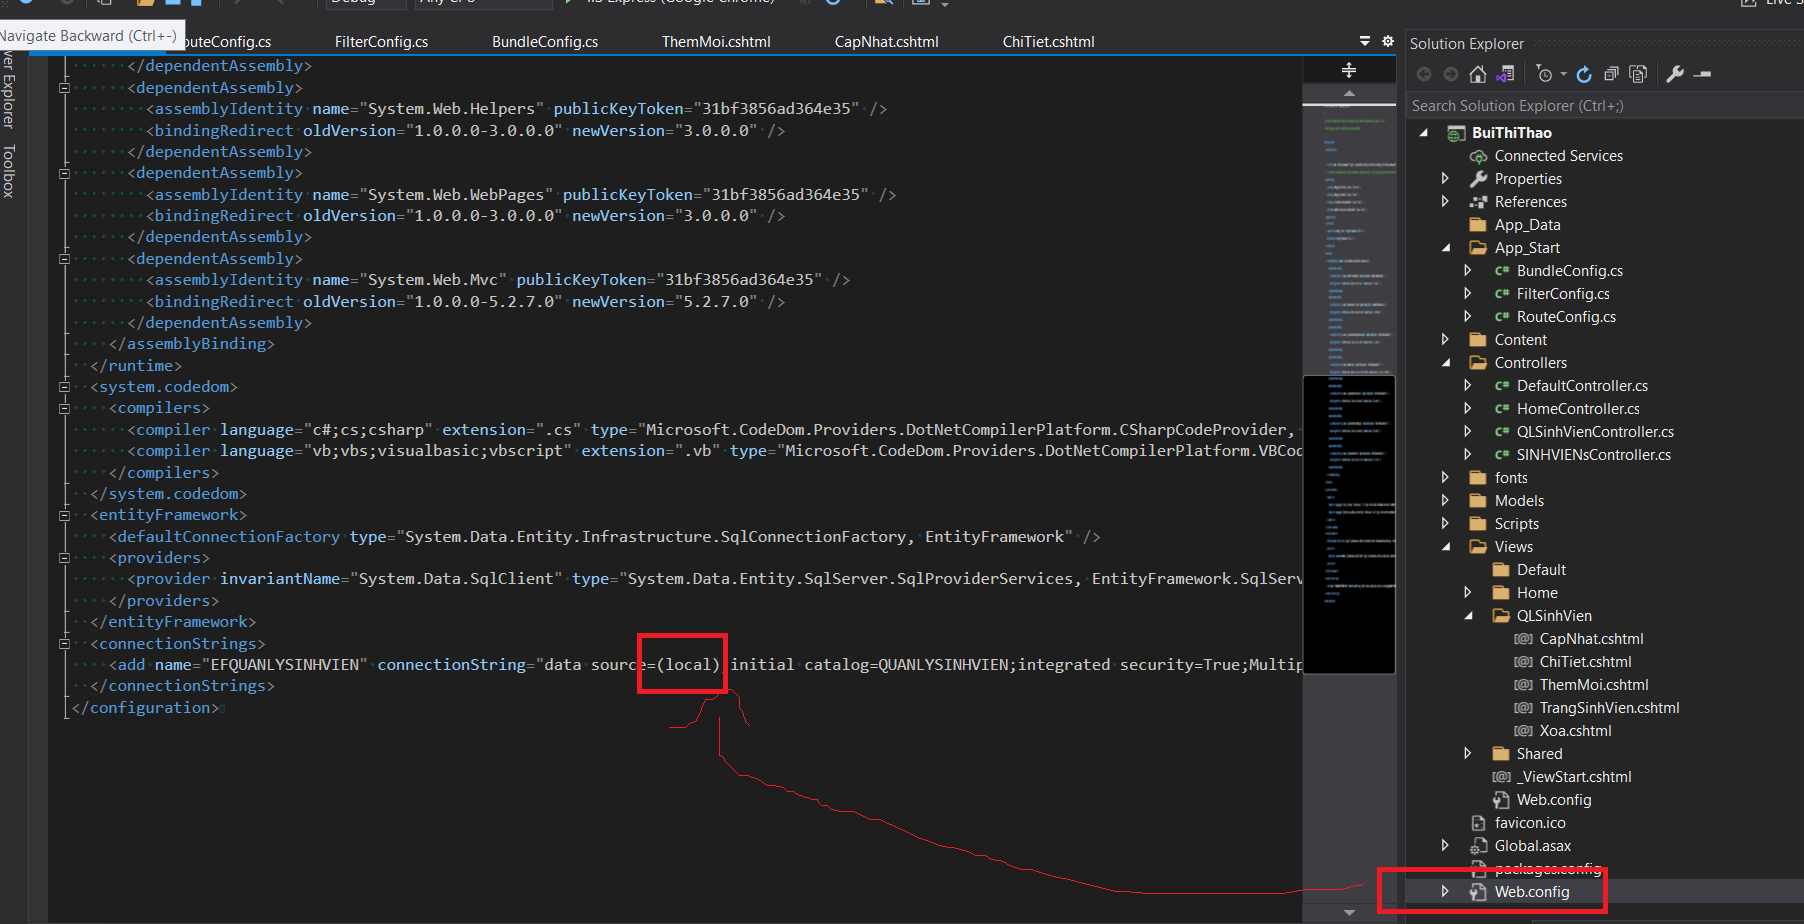 Debug
Navigate Backward (Ctrl+-)
FilterConfig.cs
BundleConfig.cs
ThemMoi.cshtml
CapNhat.cshtml
ChiTiet.cshtml
Toolbox
</dependentAssembly>
<dependentAssembly>
<assemblyIdentity name="System.Web.Helpers" publicKeyToken="31bf3856ad364e35" />
<bindingRedirect oldVersion="1.0.0.0-3.0.0.0" newVersion="3.0.0.0" />
</dependentAssembly>
<dependentAssembly>
<assemblyIdentity name="System.Web.WebPages" publicKeyToken="31bf3856ad364e35" />
<bindingRedirect oldVersion="1.0.0.0-3.0.0.0" newVersion="3.0.0.0" />
</dependentAssembly>
<dependentAssembly>
<assemblyIdentity name="System.Web.Mvc" publicKeyToken="31bf3856ad364e35" />
<bindingRedirect oldVersion="1.0.0.0-5.2.7.0" newVersion="5.2.7.0" />
</dependentAssembly>
</assemblyBinding>
</runtime>
<system.codedom>
<compilers>
<compiler language="c#;cs;csharp" extension=".cs" type="Microsoft.CodeDom.Providers.DotNetCompilerPlatform.CSharpCodeProvider,
<compiler language="vb;vbs;visualbasic;vbscript" extension=".vb" type="Microsoft.CodeDom.Providers.DotNetCompilerPlatform.VBCod
</compilers>
</system.codedom>
<entityFramework>
<defaultConnectionFactory type="System.Data.Entity.Infrastructure.SqlConnectionFactory, EntityFramework" />
<providers>
<provider invariantName="System.Data.SqlClient" type="System.Data.Entity.SqlServer.SqlProviderServices, EntityFramework.SqlServ
</providers>
</entityFramework>
<connectionStrings>
<add name="EFQUANLYSINHVIEN" connectionString="data source=(local) initial catalog=QUANLYSINHVIEN;integrated security=True;Multip
</connectionStrings>
</configuration>
Solution Explorer
Search Solution Explorer (Ctrl+;)
BuiThiThao
Connected Services
Properties
References
App_Data
App_Start
C# BundleConfig.cs
C# FilterConfig.cs
C# RouteConfig.cs
Content
Controllers
C# DefaultController.cs
C# HomeController.cs
C# QLSinhVienController.cs
C# SINHVIENsController.cs
fonts
Models
Scripts
Views
Default
Home
QLSinhVien
[@] CapNhat.cshtml
[@] ChiTiet.cshtml
[@] ThemMoi.cshtml
[@] TrangSinhVien.cshtml
[@] Xoa.cshtml
Shared
[@] _ViewStart.cshtml
Web.config
favicon.ico
Global.asax
packages.config
Web.config